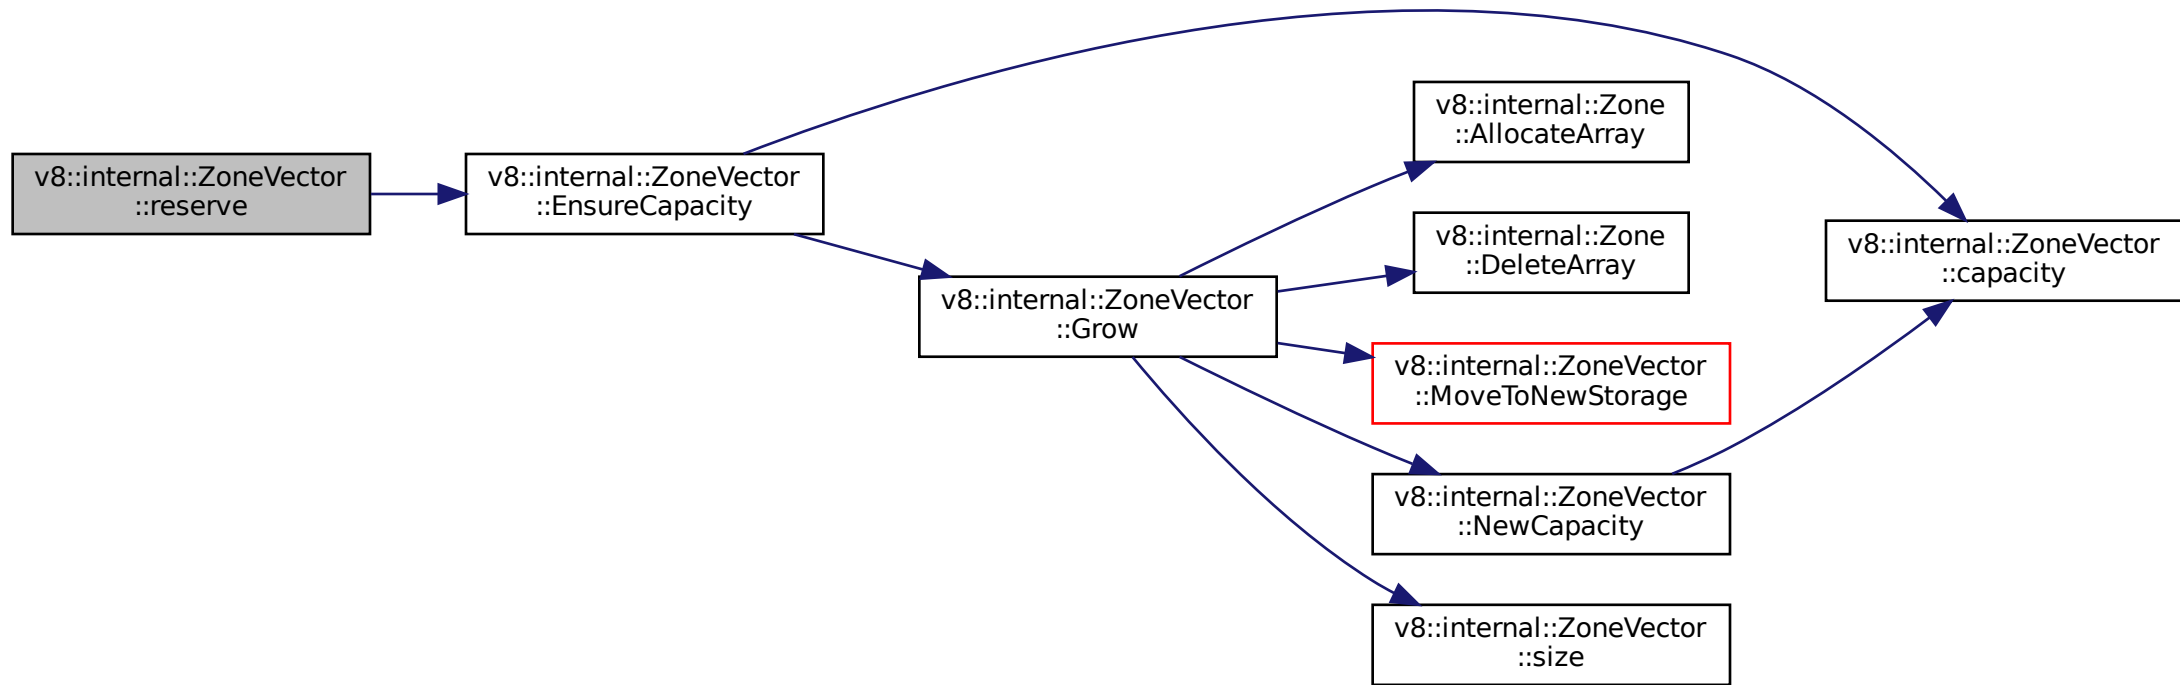 v8::internal::ZoneVector
::reserve
v8::internal::ZoneVector
::EnsureCapacity
v8::internal::ZoneVector
::Grow
v8::internal::Zone
::AllocateArray
v8::internal::Zone
::DeleteArray
v8::internal::ZoneVector
::MoveToNewStorage
v8::internal::ZoneVector
::NewCapacity
v8::internal::ZoneVector
::size
v8::internal::ZoneVector
::capacity